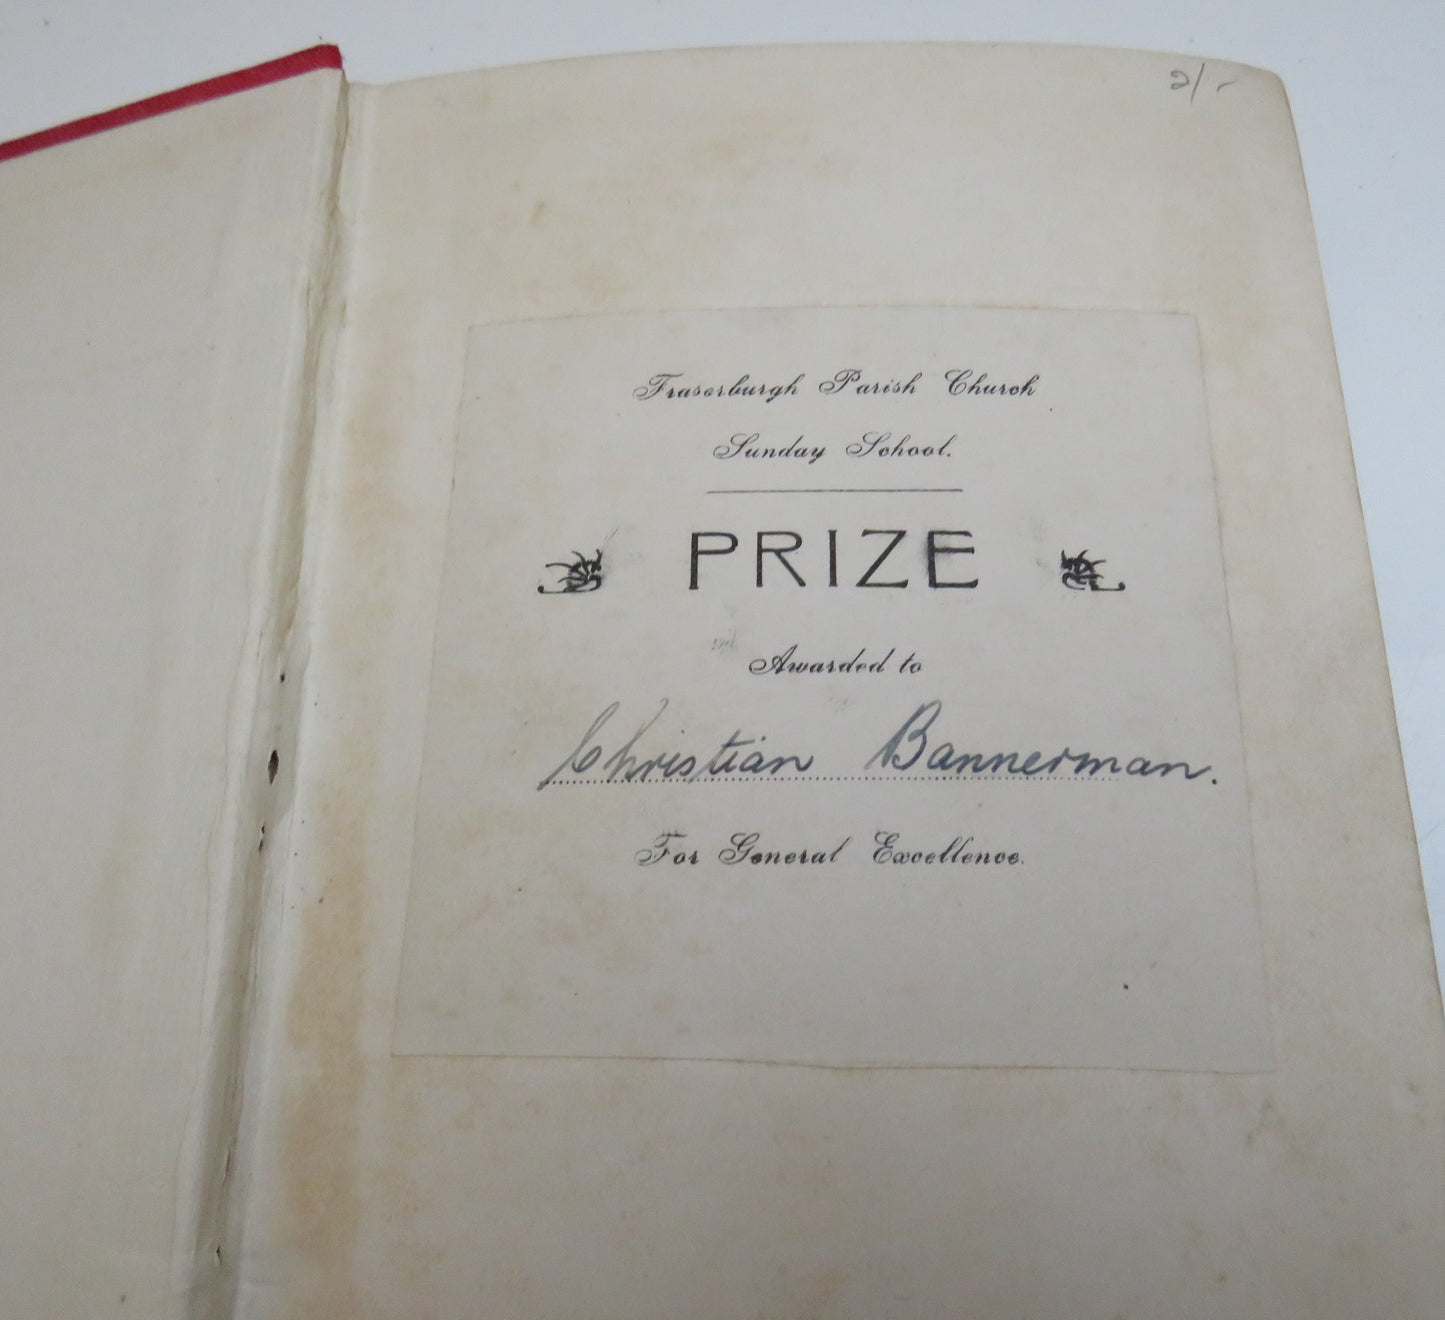 2/-
Fraserburgh Parish Church
Sunday School.
PRIZE
Awarded to
Christian Bannerman.
For General Excellence.